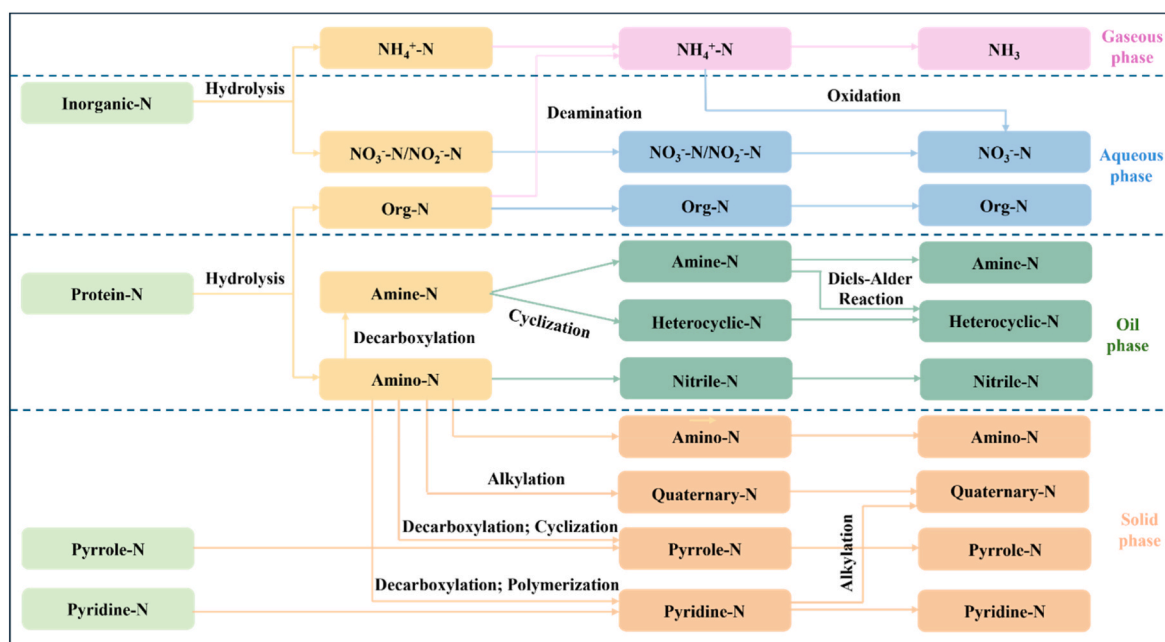 NH₄⁺-N
NH₄⁺-N
NH₃
Gaseous
phase
Inorganic-N
Hydrolysis
Deamination
Oxidation
NO₃⁻-N/NO₂⁻-N
NO₃⁻-N/NO₂⁻-N
NO₃⁻-N
Aqueous
phase
Org-N
Org-N
Org-N
Protein-N
Hydrolysis
Amine-N
Decarboxylation
Cyclization
Amine-N
Diels-Alder
Reaction
Amine-N
Heterocyclic-N
Heterocyclic-N
Oil
phase
Amino-N
Nitrile-N
Nitrile-N
Amino-N
Amino-N
Alkylation
Quaternary-N
Quaternary-N
Solid
phase
Decarboxylation; Cyclization
Pyrrole-N
Pyrrole-N
Alkylation
Pyrrole-N
Decarboxylation; Polymerization
Pyridine-N
Pyridine-N
Pyridine-N